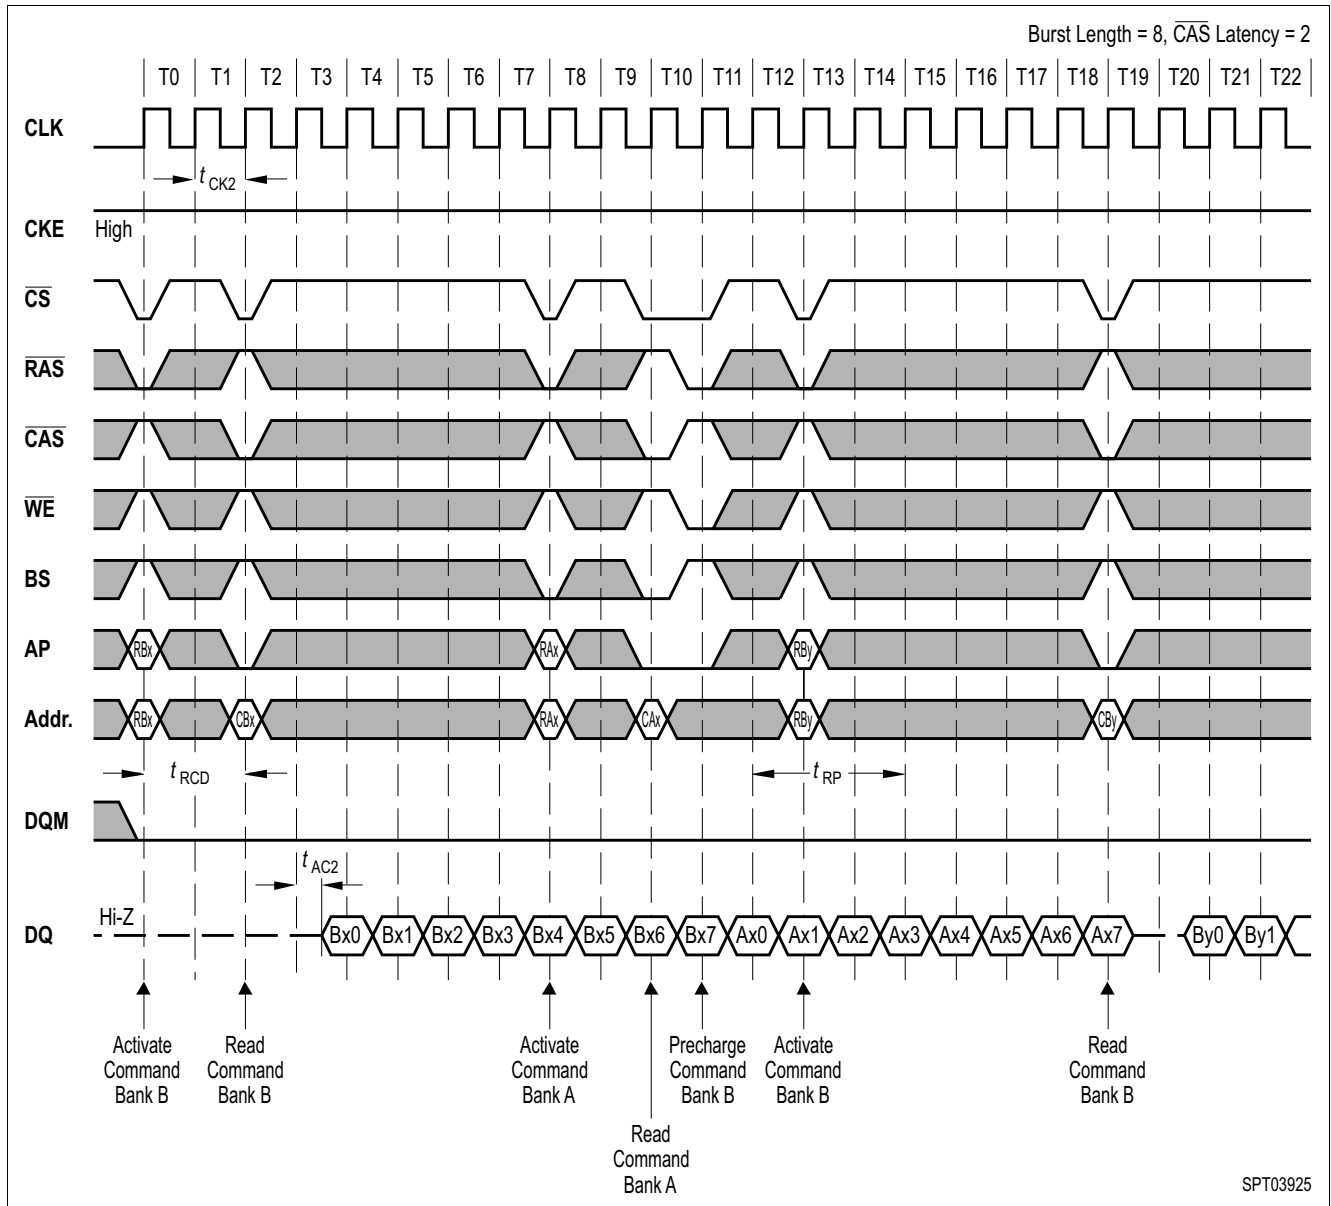 Burst Length = 8, CAS Latency = 2
T0 T1 T2 T3 T4 T5 T6 T7 T8 T9 T10 T11 T12 T13 T14 T15 T16 T17 T18 T19 T20 T21 T22
CLK
t CK2
CKE High
CS
RAS
CAS
WE
BS
AP RBx RAx RBy
Addr. RBx CBx RAx CAx RBy CBy
t RCD t RP
DQM
t AC2
Hi-Z
DQ Bx0 Bx1 Bx2 Bx3 Bx4 Bx5 Bx6 Bx7 Ax0 Ax1 Ax2 Ax3 Ax4 Ax5 Ax6 Ax7 By0 By1
Activate Command Bank B
Read Command Bank B
Activate Command Bank A
Read Command Bank A
Precharge Command Bank B
Activate Command Bank B
Read Command Bank B
SPT03925